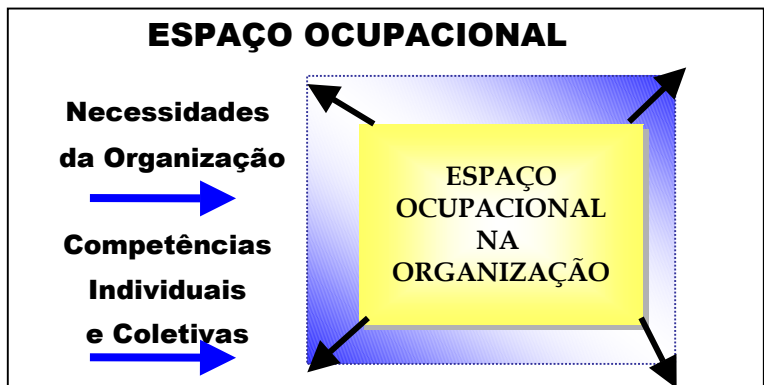 ESPAÇO OCUPACIONAL
Necessidades
da Organização
Competências
Individuais
e Coletivas
ESPAÇO
OCUPACIONAL
NA
ORGANIZAÇÃO